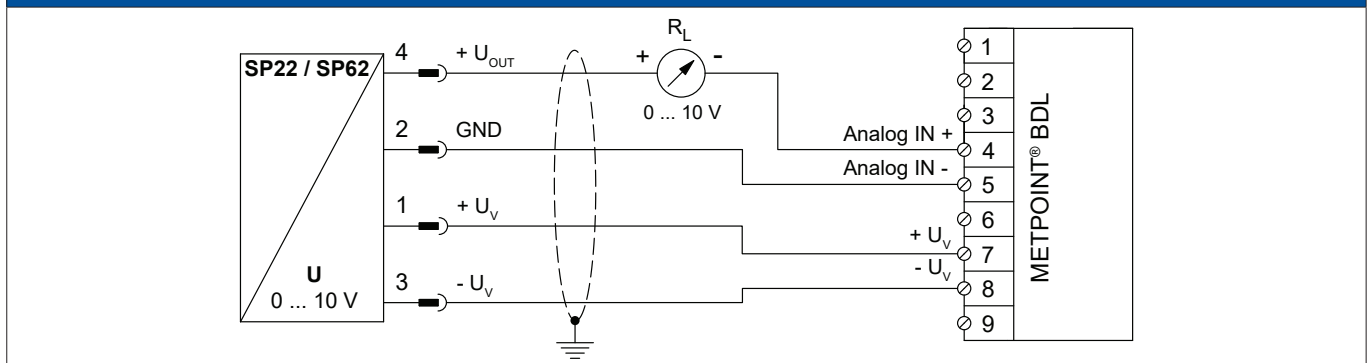 SP22 / SP62
U
0 ... 10 V
4 + U_OUT
2 GND
1 + U_V
3 - U_V
R_L
+ -
0 ... 10 V
Analog IN +
Analog IN -
+ U_V
- U_V
1
2
3
4
5
6
7
8
9
METPOINT® BDL